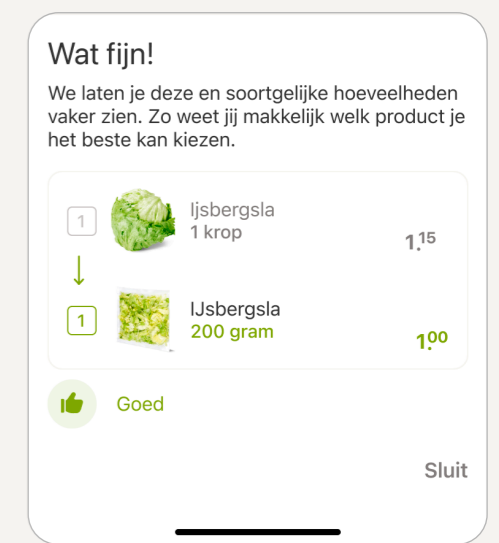 Wat fijn!
We laten je deze en soortgelijke hoeveelheden
vaker zien. Zo weet jij makkelijk welk product je
het beste kan kiezen.
1
Ijsbergsla
1 krop
1.15
1
IJsbergsla
200 gram
1.00
Goed
Sluit